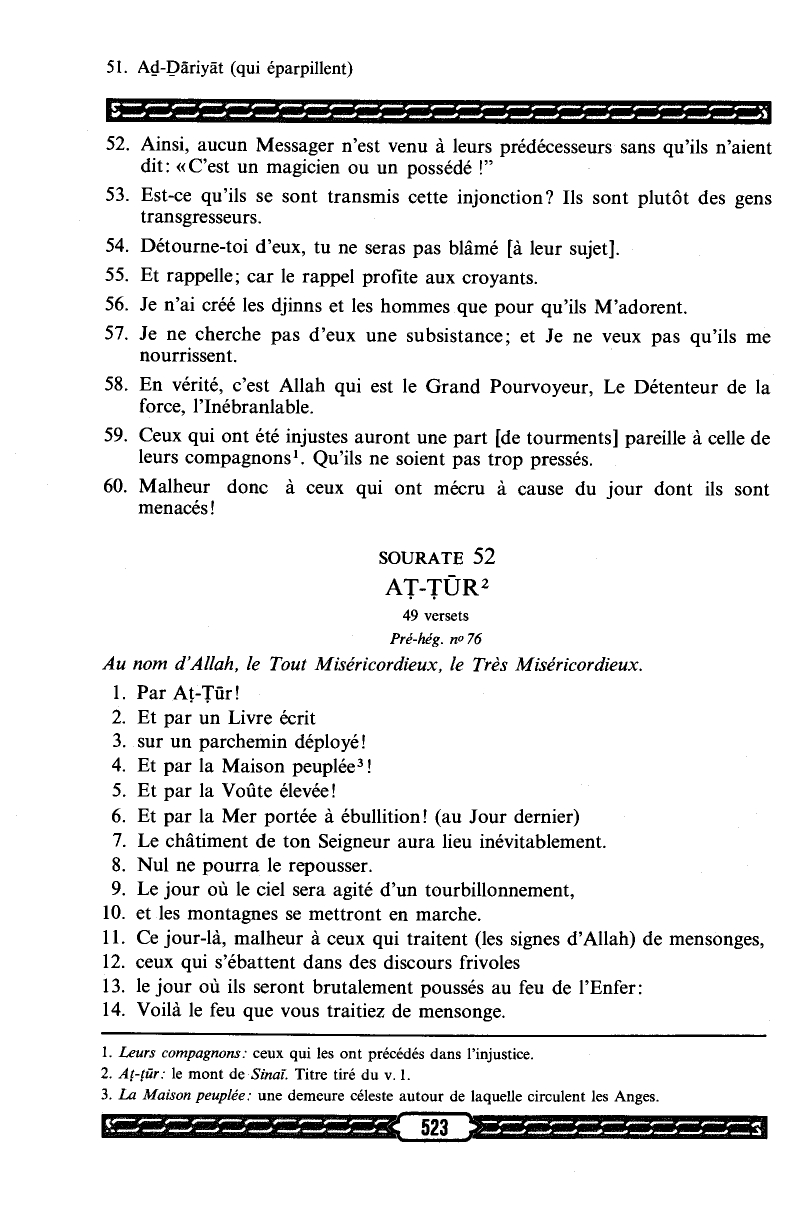 51. Aḏ-Ḏāriyāt (qui éparpillent)
52. Ainsi, aucun Messager n’est venu à leurs prédécesseurs sans qu’ils n’aient
dit: «C’est un magicien ou un possédé !”
53. Est-ce qu’ils se sont transmis cette injonction? Ils sont plutôt des gens
transgresseurs.
54. Détourne-toi d’eux, tu ne seras pas blâmé [à leur sujet].
55. Et rappelle; car le rappel profite aux croyants.
56. Je n’ai créé les djinns et les hommes que pour qu’ils M’adorent.
57. Je ne cherche pas d’eux une subsistance; et Je ne veux pas qu’ils me
nourrissent.
58. En vérité, c’est Allah qui est le Grand Pourvoyeur, Le Détenteur de la
force, l’Inébranlable.
59. Ceux qui ont été injustes auront une part [de tourments] pareille à celle de
leurs compagnons¹. Qu’ils ne soient pas trop pressés.
60. Malheur donc à ceux qui ont mécru à cause du jour dont ils sont
menacés!
SOURATE 52
AṬ-ṬŪR²
49 versets
Pré-hég. nº 76
Au nom d’Allah, le Tout Miséricordieux, le Très Miséricordieux.
1. Par Aṭ-Ṭūr!
2. Et par un Livre écrit
3. sur un parchemin déployé!
4. Et par la Maison peuplée³!
5. Et par la Voûte élevée!
6. Et par la Mer portée à ébullition! (au Jour dernier)
7. Le châtiment de ton Seigneur aura lieu inévitablement.
8. Nul ne pourra le repousser.
9. Le jour où le ciel sera agité d’un tourbillonnement,
10. et les montagnes se mettront en marche.
11. Ce jour-là, malheur à ceux qui traitent (les signes d’Allah) de mensonges,
12. ceux qui s’ébattent dans des discours frivoles
13. le jour où ils seront brutalement poussés au feu de l’Enfer:
14. Voilà le feu que vous traitiez de mensonge.
1. Leurs compagnons: ceux qui les ont précédés dans l’injustice.
2. Aṭ-ṭūr: le mont de Sinaï. Titre tiré du v. 1.
3. La Maison peuplée: une demeure céleste autour de laquelle circulent les Anges.
523